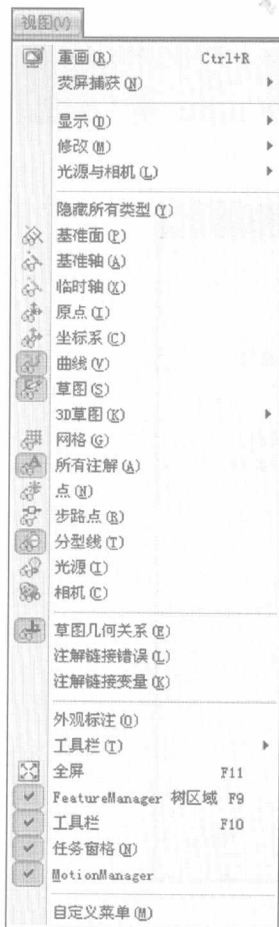 视图(V)
重画(R) Ctrl+R
荧屏捕获(N)
显示(D)
修改(M)
光源与相机(L)
隐藏所有类型(Y)
基准面(P)
基准轴(A)
临时轴(X)
原点(I)
坐标系(C)
曲线(V)
草图(S)
3D草图(K)
网格(G)
所有注解(A)
点(N)
步路点(R)
分型线(T)
光源(I)
相机(C)
草图几何关系(E)
注解链接错误(L)
注解链接变量(K)
外观标注(O)
工具栏(T)
全屏 F11
FeatureManager 树区域 F9
工具栏 F10
任务窗格(N)
MotionManager
自定义菜单(M)